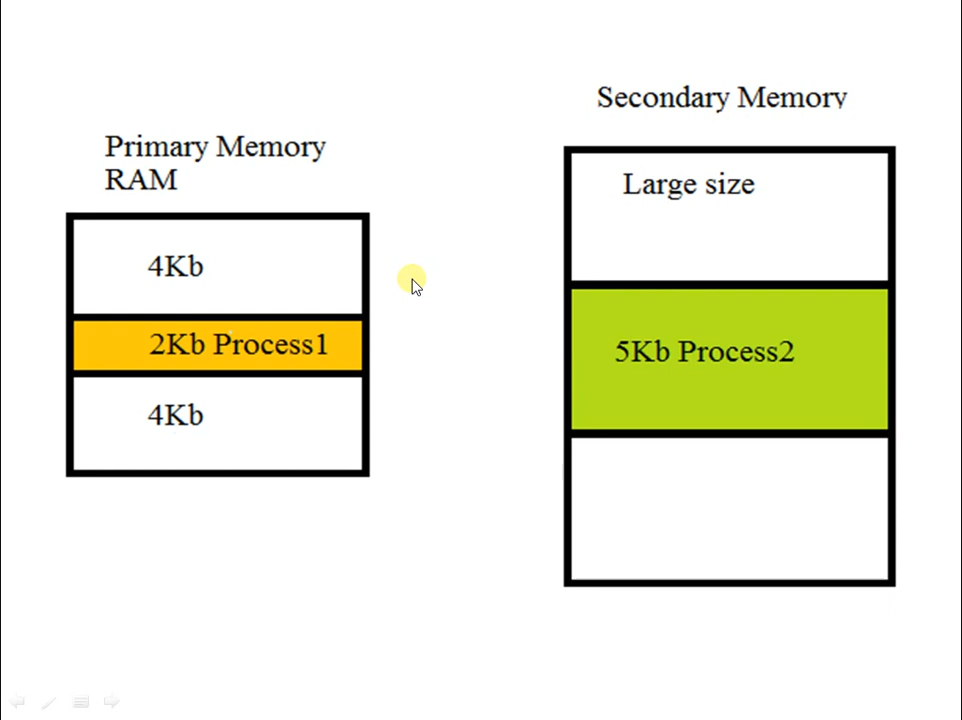 Primary Memory
RAM
4Kb
2Kb Process1
4Kb
Secondary Memory
Large size
5Kb Process2